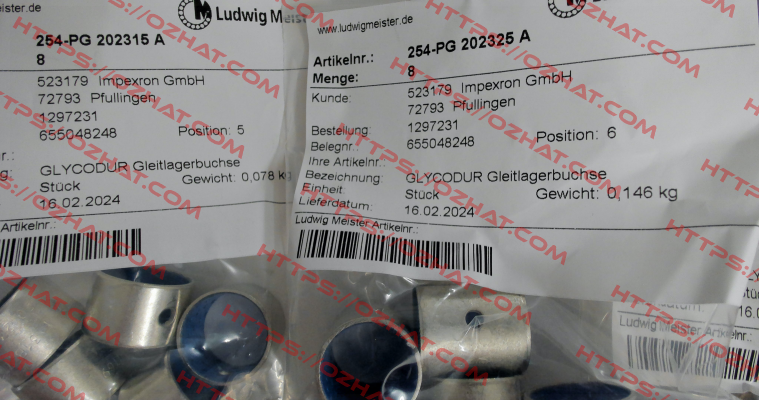 meister.de
Ludwig Meis
254-PG 202315 A
8
523179 Impexron GmbH
72793 Pfullingen
1297231
655048248
Position: 5
r.:
g:
GLYCODUR Gleitlagerbuchse
Stück
Gewicht: 0,078 kg
16.02.2024
Artikelnr.:
www.ludwigmeister.de
Artikelnr.:
254-PG 202325 A
Menge:
8
Kunde:
523179 Impexron GmbH
72793 Pfullingen
Bestellung:
1297231
Belegnr.:
655048248
Position: 6
Ihre Artikelnr.:
Bezeichnung:
GLYCODUR Gleitlagerbuchse
Einheit:
Stück
Gewicht: 0,146 kg
Lieferdatum:
16.02.2024
Ludwig Meister Artikelnr.:
Stü
16.0
Ludwig Meister Artikelnr.:
HTTPS://OZHAT.COM